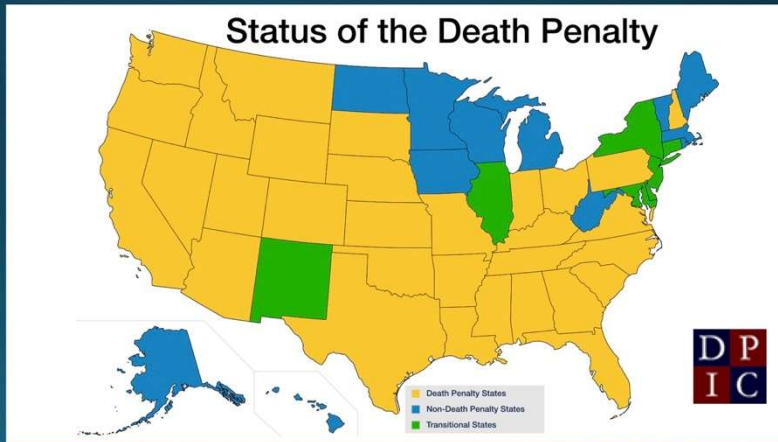 Status of the Death Penalty
D P
I C
Death Penalty States
Non-Death Penalty States
Transitional States